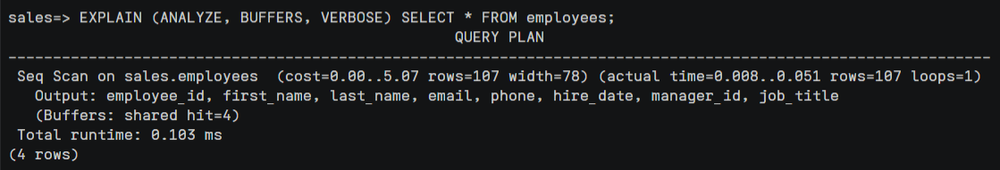 sales=> EXPLAIN (ANALYZE, BUFFERS, VERBOSE) SELECT * FROM employees;
QUERY PLAN
--------------------------------------------------------------------------------------------------------------
Seq Scan on sales.employees  (cost=0.00..5.07 rows=107 width=78) (actual time=0.008..0.051 rows=107 loops=1)
Output: employee_id, first_name, last_name, email, phone, hire_date, manager_id, job_title
(Buffers: shared hit=4)
Total runtime: 0.103 ms
(4 rows)